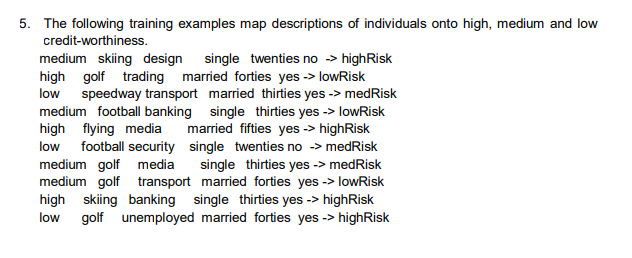 5. The following training examples map descriptions of individuals onto high, medium and low
credit-worthiness.
medium skiing design single twenties no -> highRisk
high golf trading married forties yes -> lowRisk
low speedway transport married thirties yes -> medRisk
medium football banking single thirties yes -> lowRisk
high flying media married fifties yes -> highRisk
low football security single twenties no -> medRisk
medium golf media single thirties yes -> medRisk
medium golf transport married forties yes -> lowRisk
high skiing banking single thirties yes -> highRisk
low golf unemployed married forties yes -> highRisk